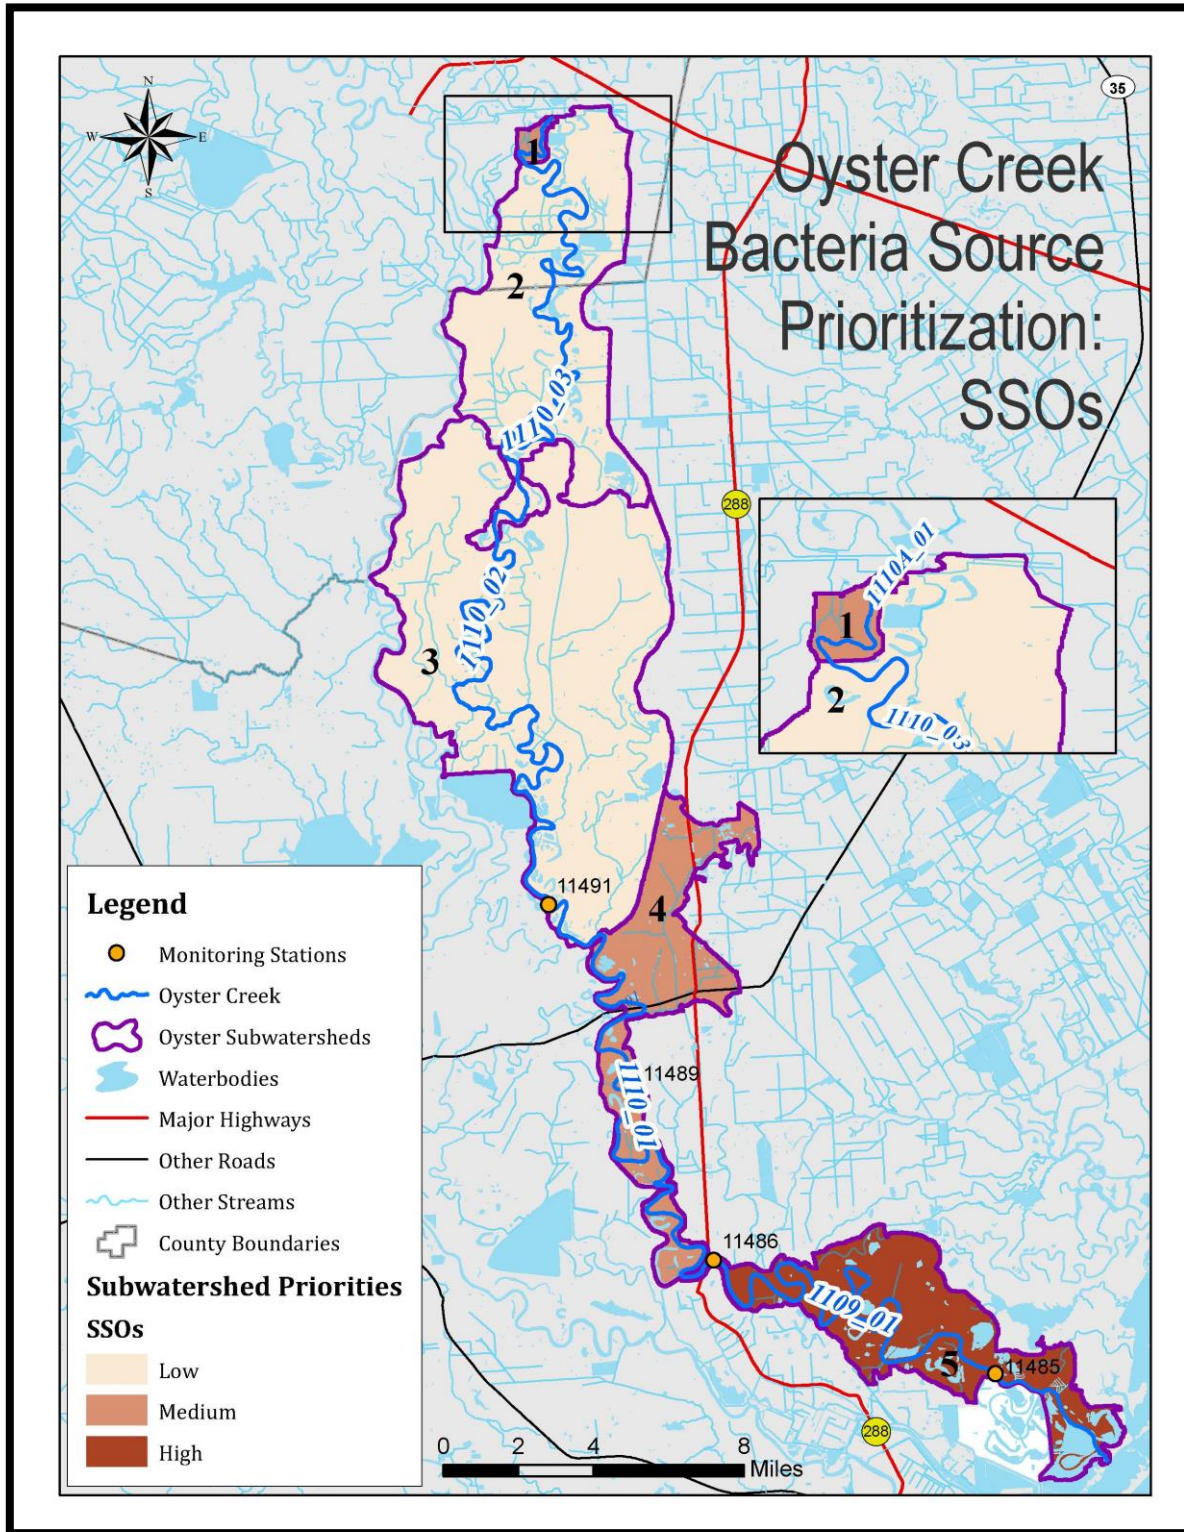 N
W
E
S
35
Oyster Creek
Bacteria Source
Prioritization:
SSOs
1
2
1110_03
288
1110A_01
1
2
1110_03
1110_02
3
11491
4
11489
1110_01
11486
1109_01
5
11485
288
Legend
Monitoring Stations
Oyster Creek
Oyster Subwatersheds
Waterbodies
Major Highways
Other Roads
Other Streams
County Boundaries
Subwatershed Priorities
SSOs
Low
Medium
High
0 2 4 8
Miles